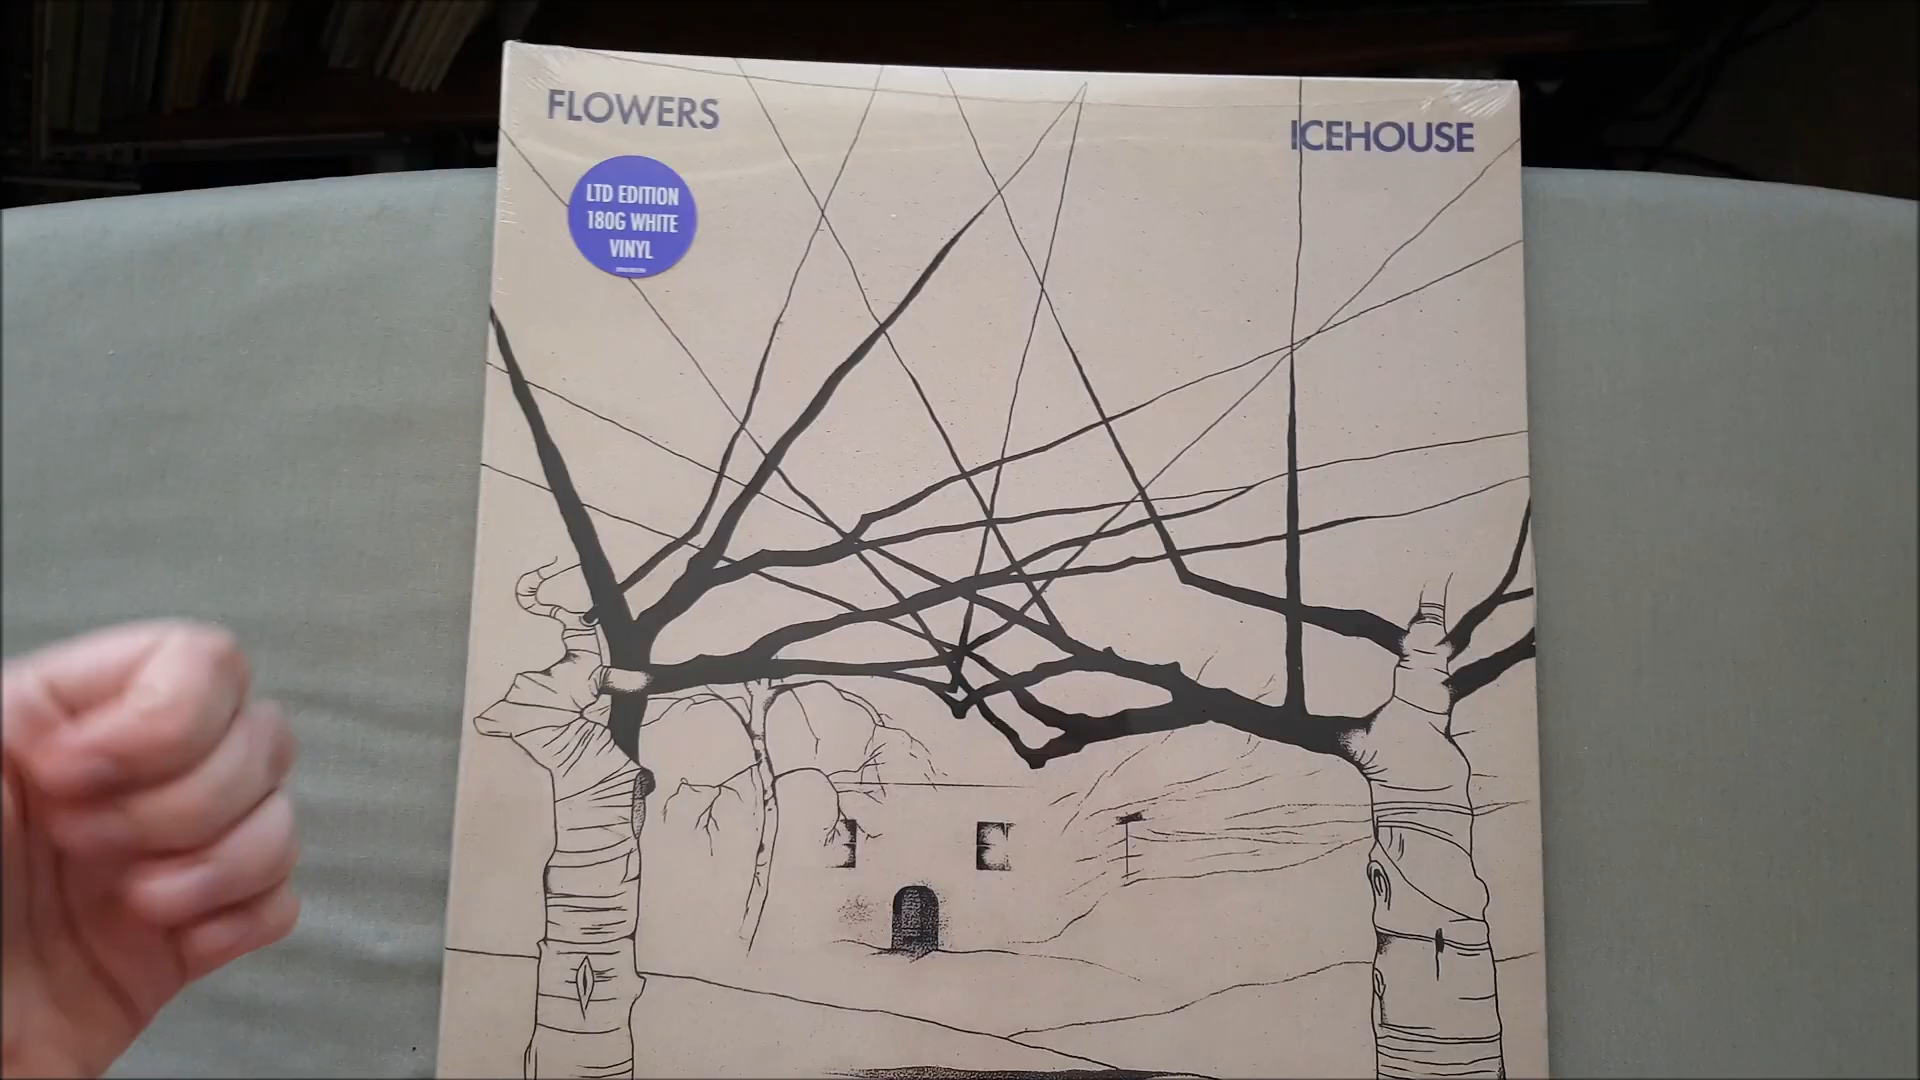 FLOWERS
ICEHOUSE
LTD EDITION
180G WHITE
VINYL